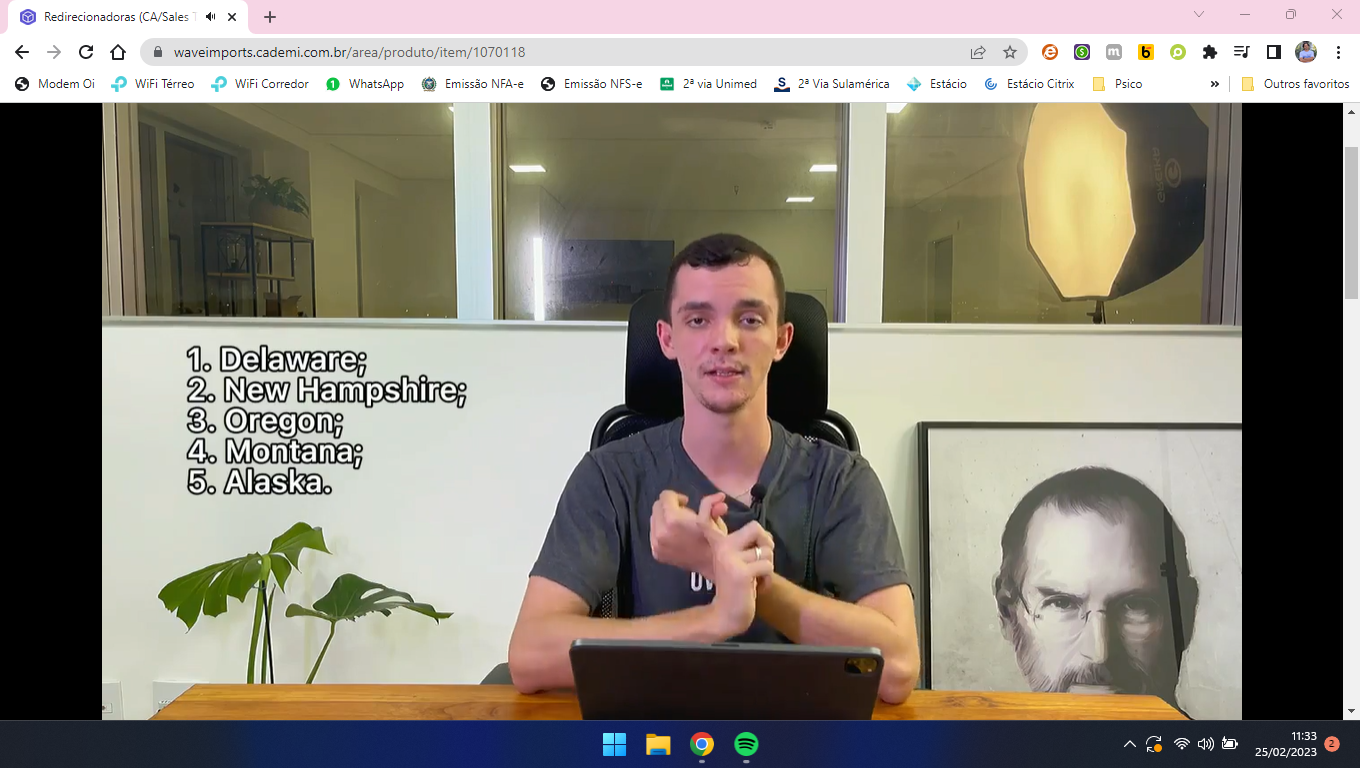 Redirecionadoras (CA/Sales T
waveimports.cademi.com.br/area/produto/item/1070118
Modem Oi
WiFi Térreo
WiFi Corredor
WhatsApp
Emissão NFA-e
Emissão NFS-e
2ª via Unimed
2ª Via Sulamérica
Estácio
Estácio Citrix
Psico
»
Outros favoritos
1. Delaware;
2. New Hampshire;
3. Oregon;
4. Montana;
5. Alaska.
11:33
25/02/2023
2